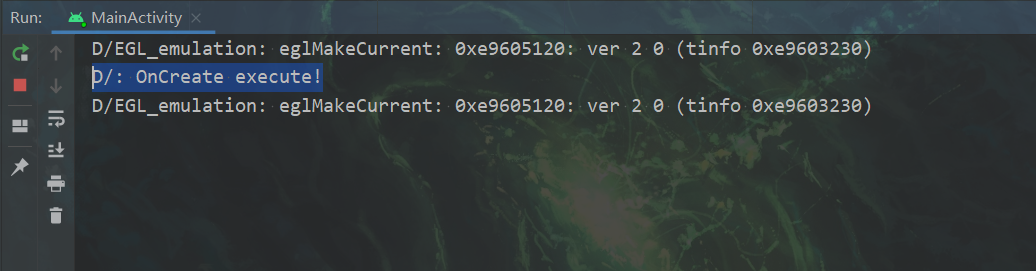 Run: MainActivity
D/EGL_emulation: eglMakeCurrent: 0xe9605120: ver 2 0 (tinfo 0xe9603230)
D/: OnCreate execute!
D/EGL_emulation: eglMakeCurrent: 0xe9605120: ver 2 0 (tinfo 0xe9603230)